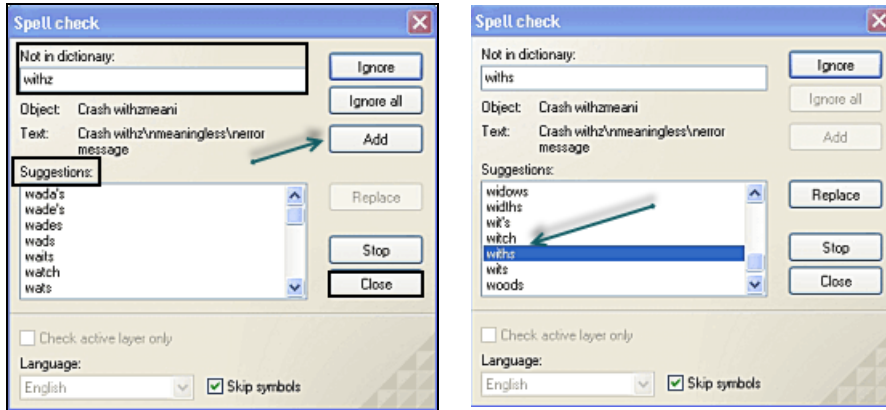 Spell check
Not in dictionary:
withz
Ignore
Ignore all
Object: Crash withzmeani
Text: Crash withz\nmeaningless\nerror
message
Add
Suggestions:
wada's
wade's
wades
wads
waits
watch
wats
Replace
Stop
Close
Check active layer only
Language:
English
Skip symbols
Spell check
Not in dictionary:
withs
Ignore
Ignore all
Object: Crash withzmeani
Text: Crash withz\nmeaningless\nerror
message
Add
Suggestions:
widows
widths
wit's
witch
withs
wits
woods
Replace
Stop
Close
Check active layer only
Language:
English
Skip symbols